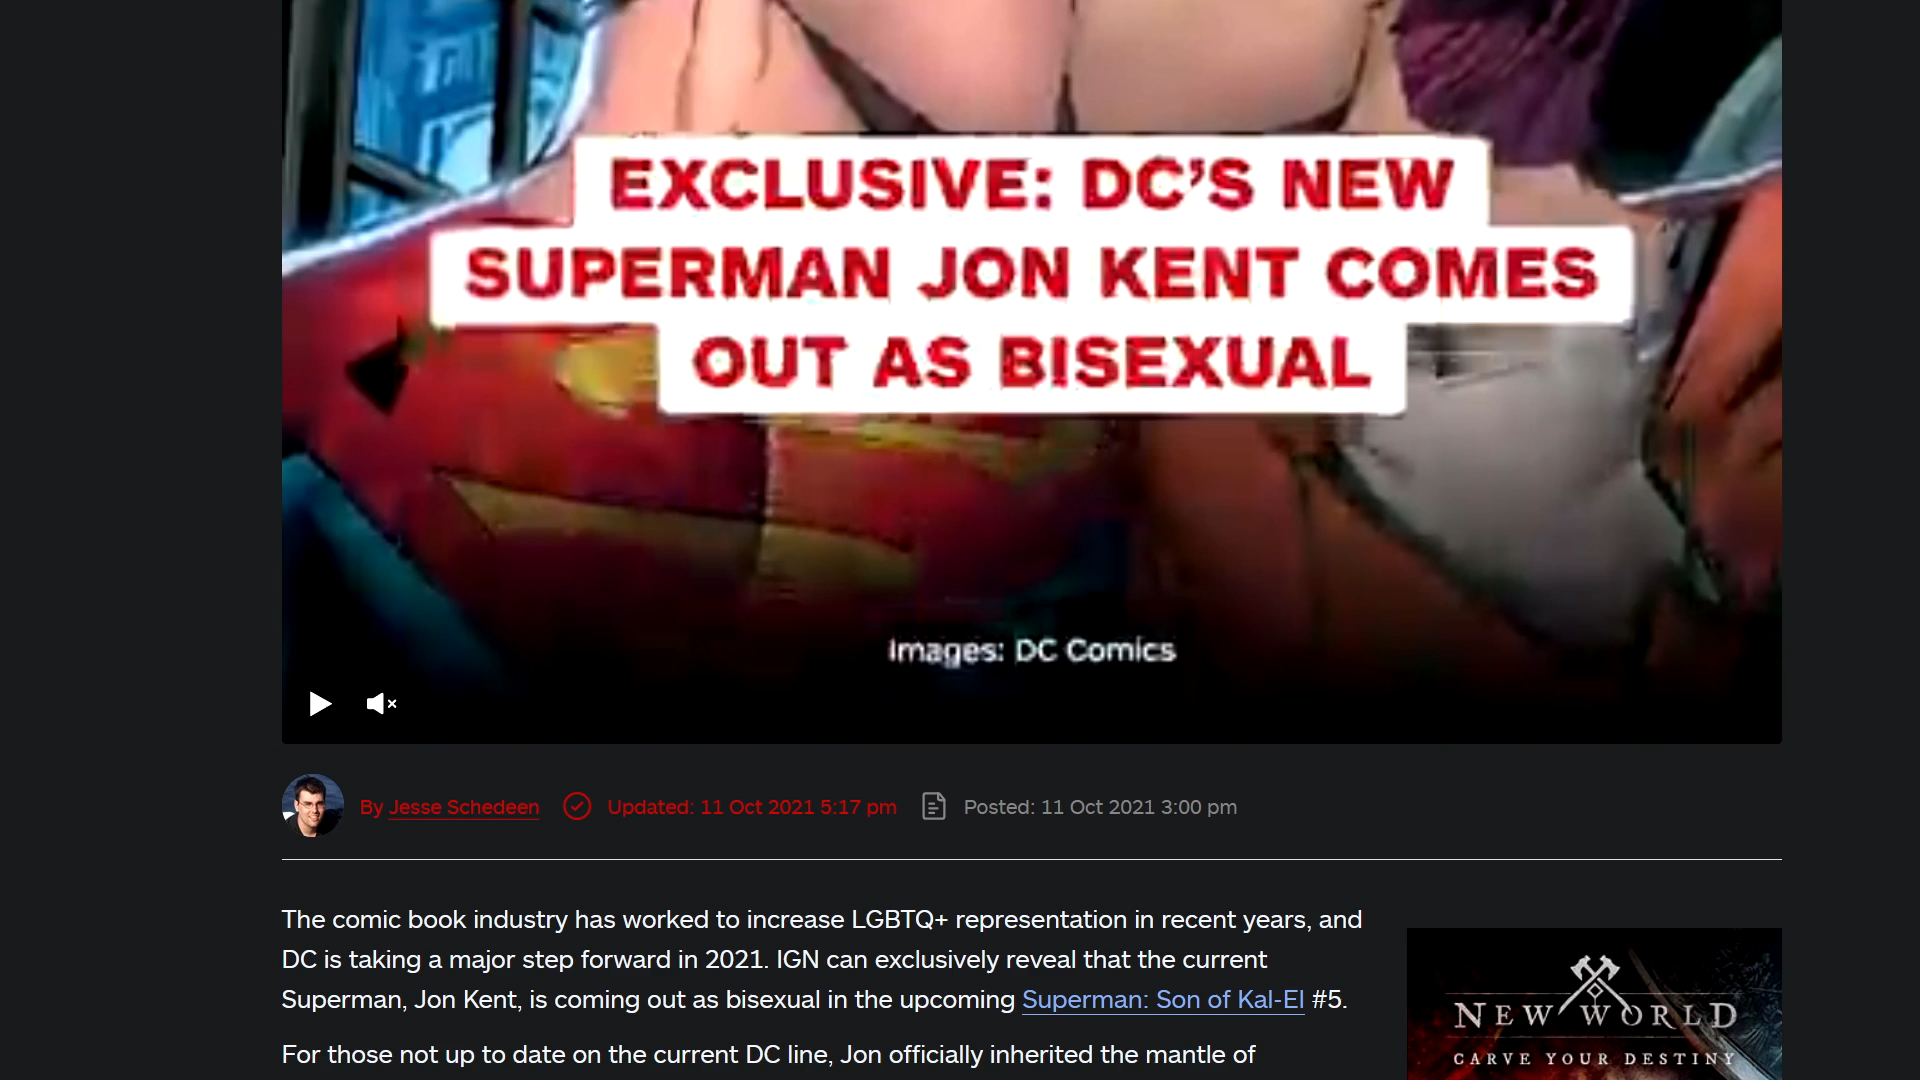 EXCLUSIVE: DC'S NEW
SUPERMAN JON KENT COMES
OUT AS BISEXUAL
Images: DC Comics
By Jesse Schedeen
Updated: 11 Oct 2021 5:17 pm
Posted: 11 Oct 2021 3:00 pm
The comic book industry has worked to increase LGBTQ+ representation in recent years, and
DC is taking a major step forward in 2021. IGN can exclusively reveal that the current
Superman, Jon Kent, is coming out as bisexual in the upcoming Superman: Son of Kal-El #5.
For those not up to date on the current DC line, Jon officially inherited the mantle of
NEW WORLD
CARVE YOUR DESTINY